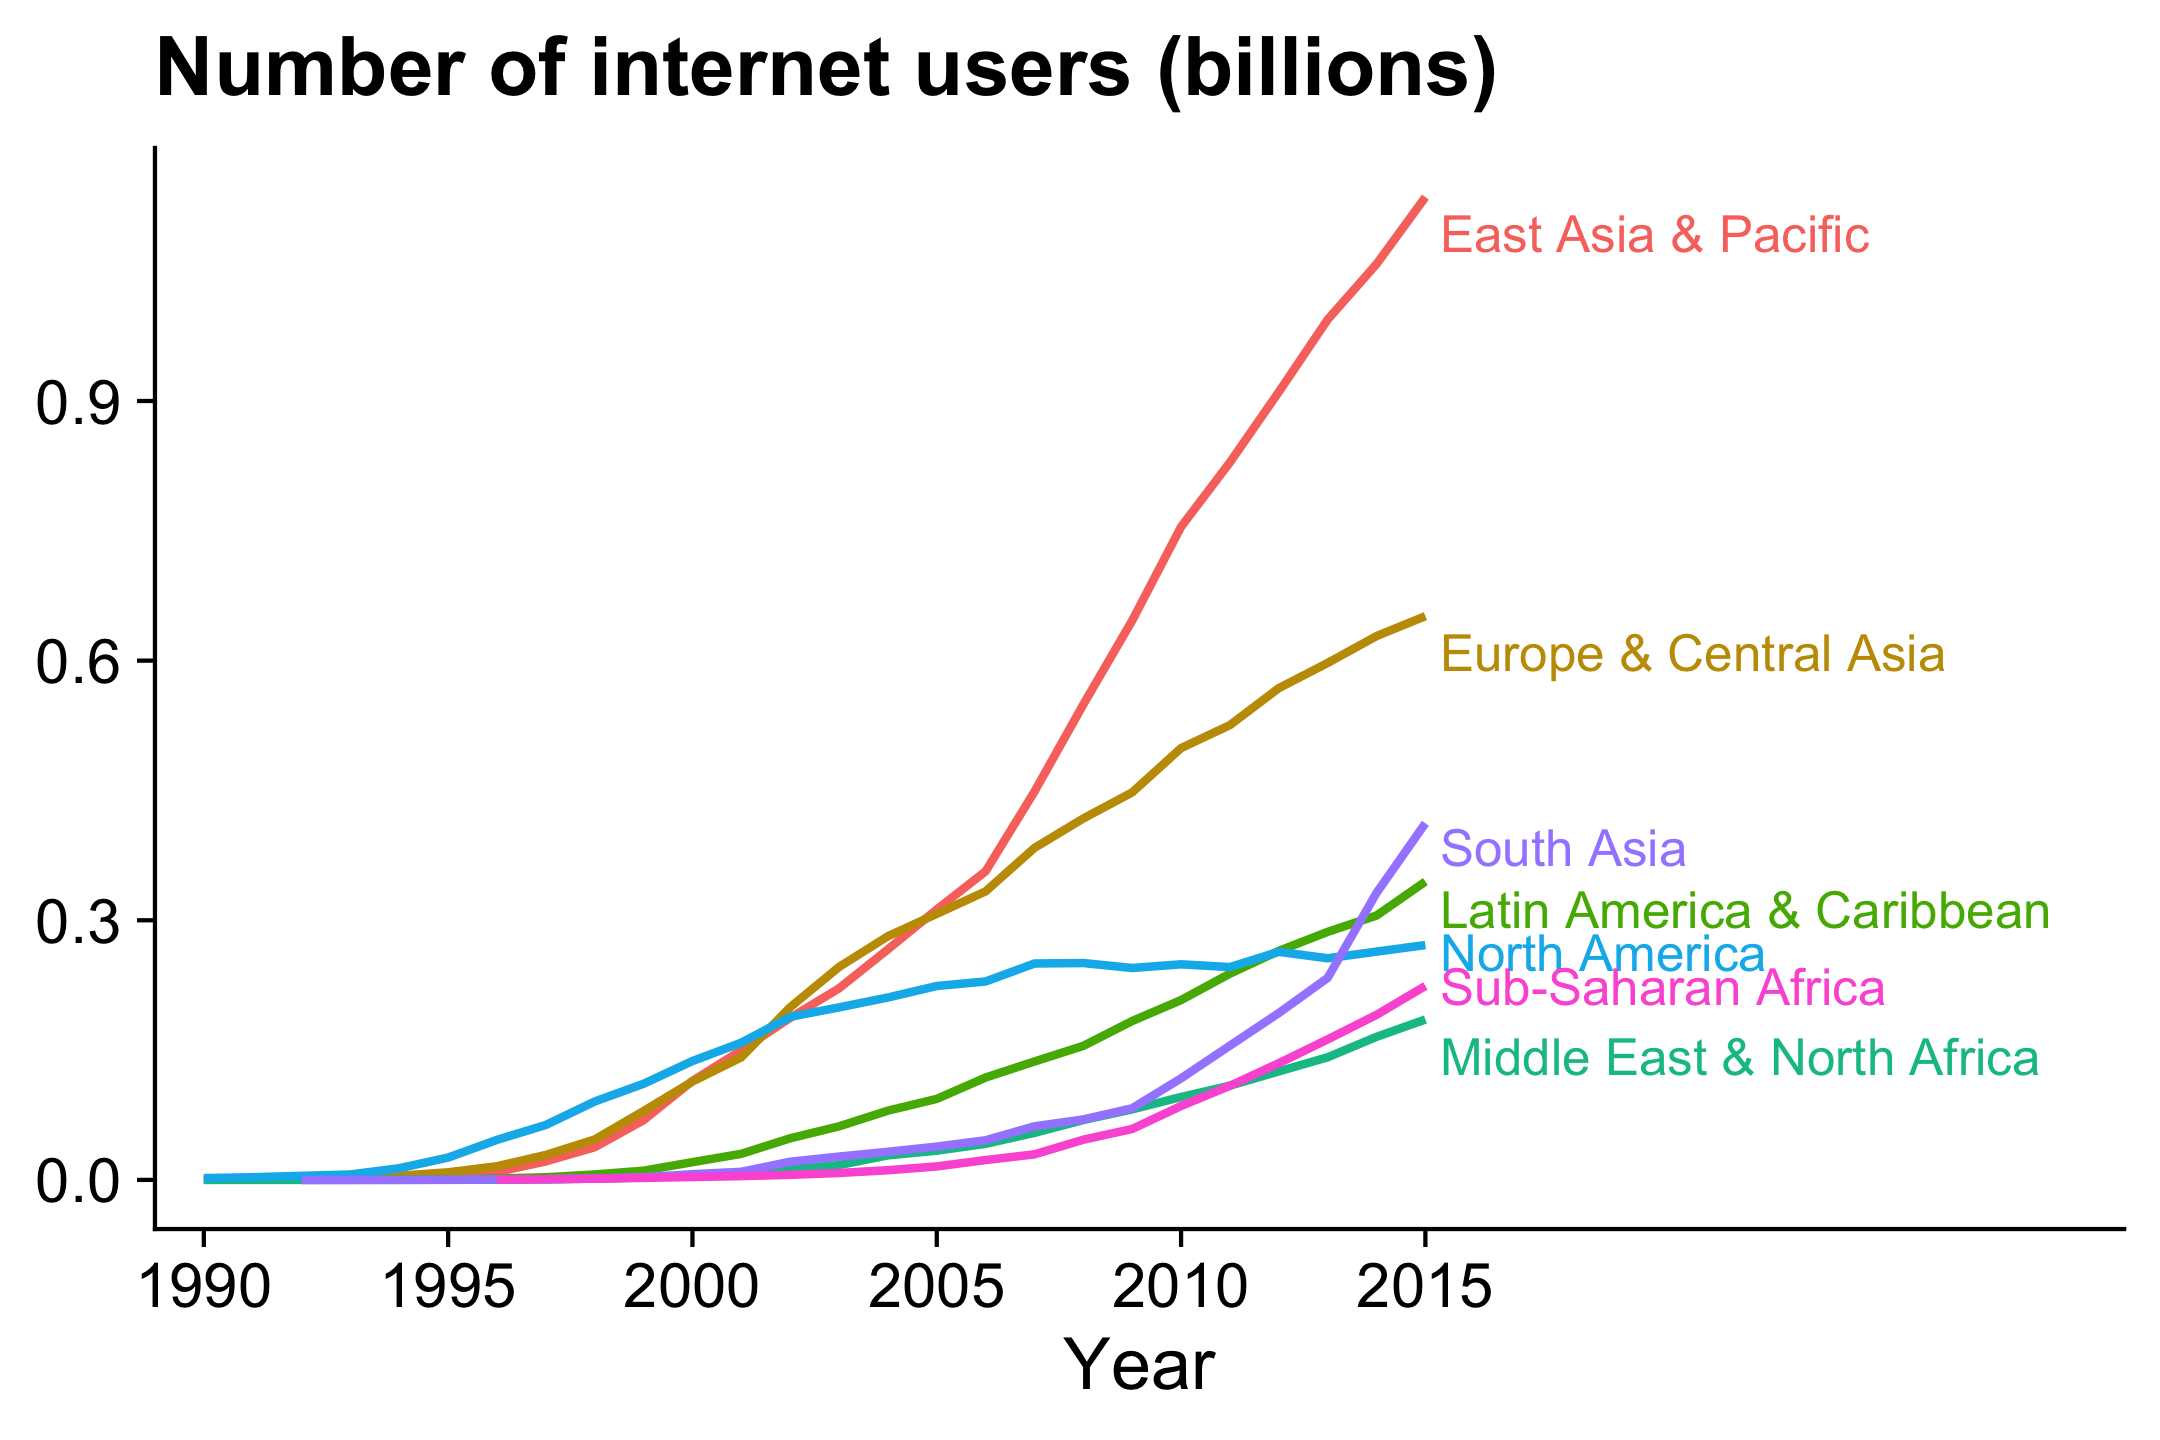 Number of internet users (billions)
East Asia & Pacific
0.9
0.6
Europe & Central Asia
South Asia
Latin America & Caribbean
0.3
North America
Sub-Saharan Africa
Middle East & North Africa
0.0
1990 1995 2000 2005 2010 2015
Year